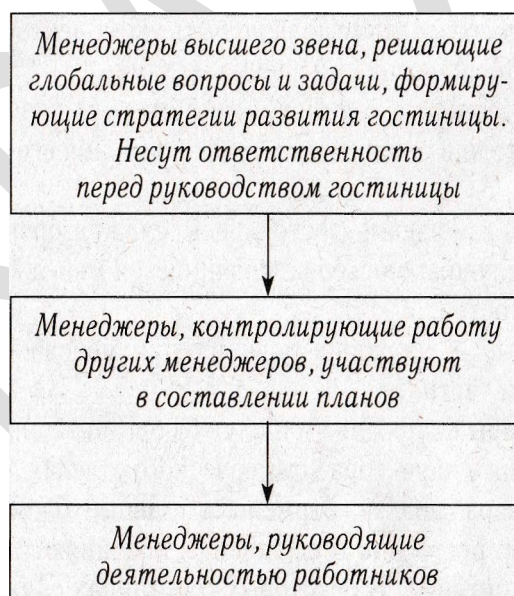 Менеджеры высшего звена, решающие
глобальные вопросы и задачи, формирую-
ющие стратегии развития гостиницы.
Несут ответственность
перед руководством гостиницы
Менеджеры, контролирующие работу
других менеджеров, участвуют
в составлении планов
Менеджеры, руководящие
деятельностью работников